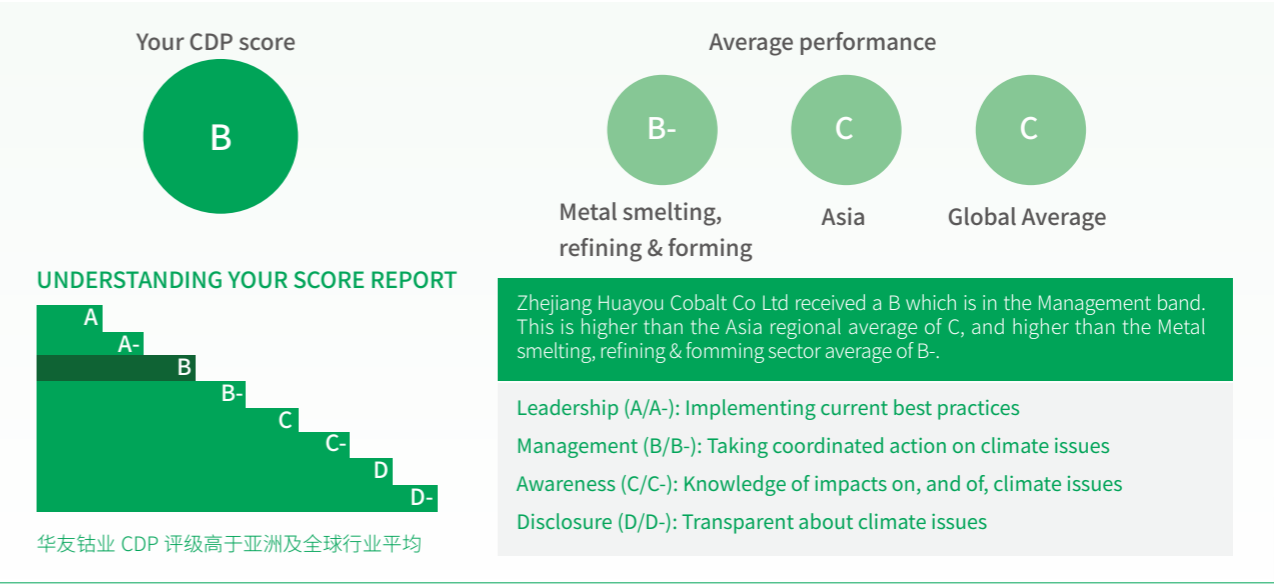 Your CDP score
B
Average performance
B-
C
C
Metal smelting,
refining & forming
Asia
Global Average
UNDERSTANDING YOUR SCORE REPORT
A
A-
B
B-
C
C-
D
D-
华友钴业 CDP 评级高于亚洲及全球行业平均
Zhejiang Huayou Cobalt Co Ltd received a B which is in the Management band.
This is higher than the Asia regional average of C, and higher than the Metal
smelting, refining & fomming sector average of B-.
Leadership (A/A-): Implementing current best practices
Management (B/B-): Taking coordinated action on climate issues
Awareness (C/C-): Knowledge of impacts on, and of, climate issues
Disclosure (D/D-): Transparent about climate issues